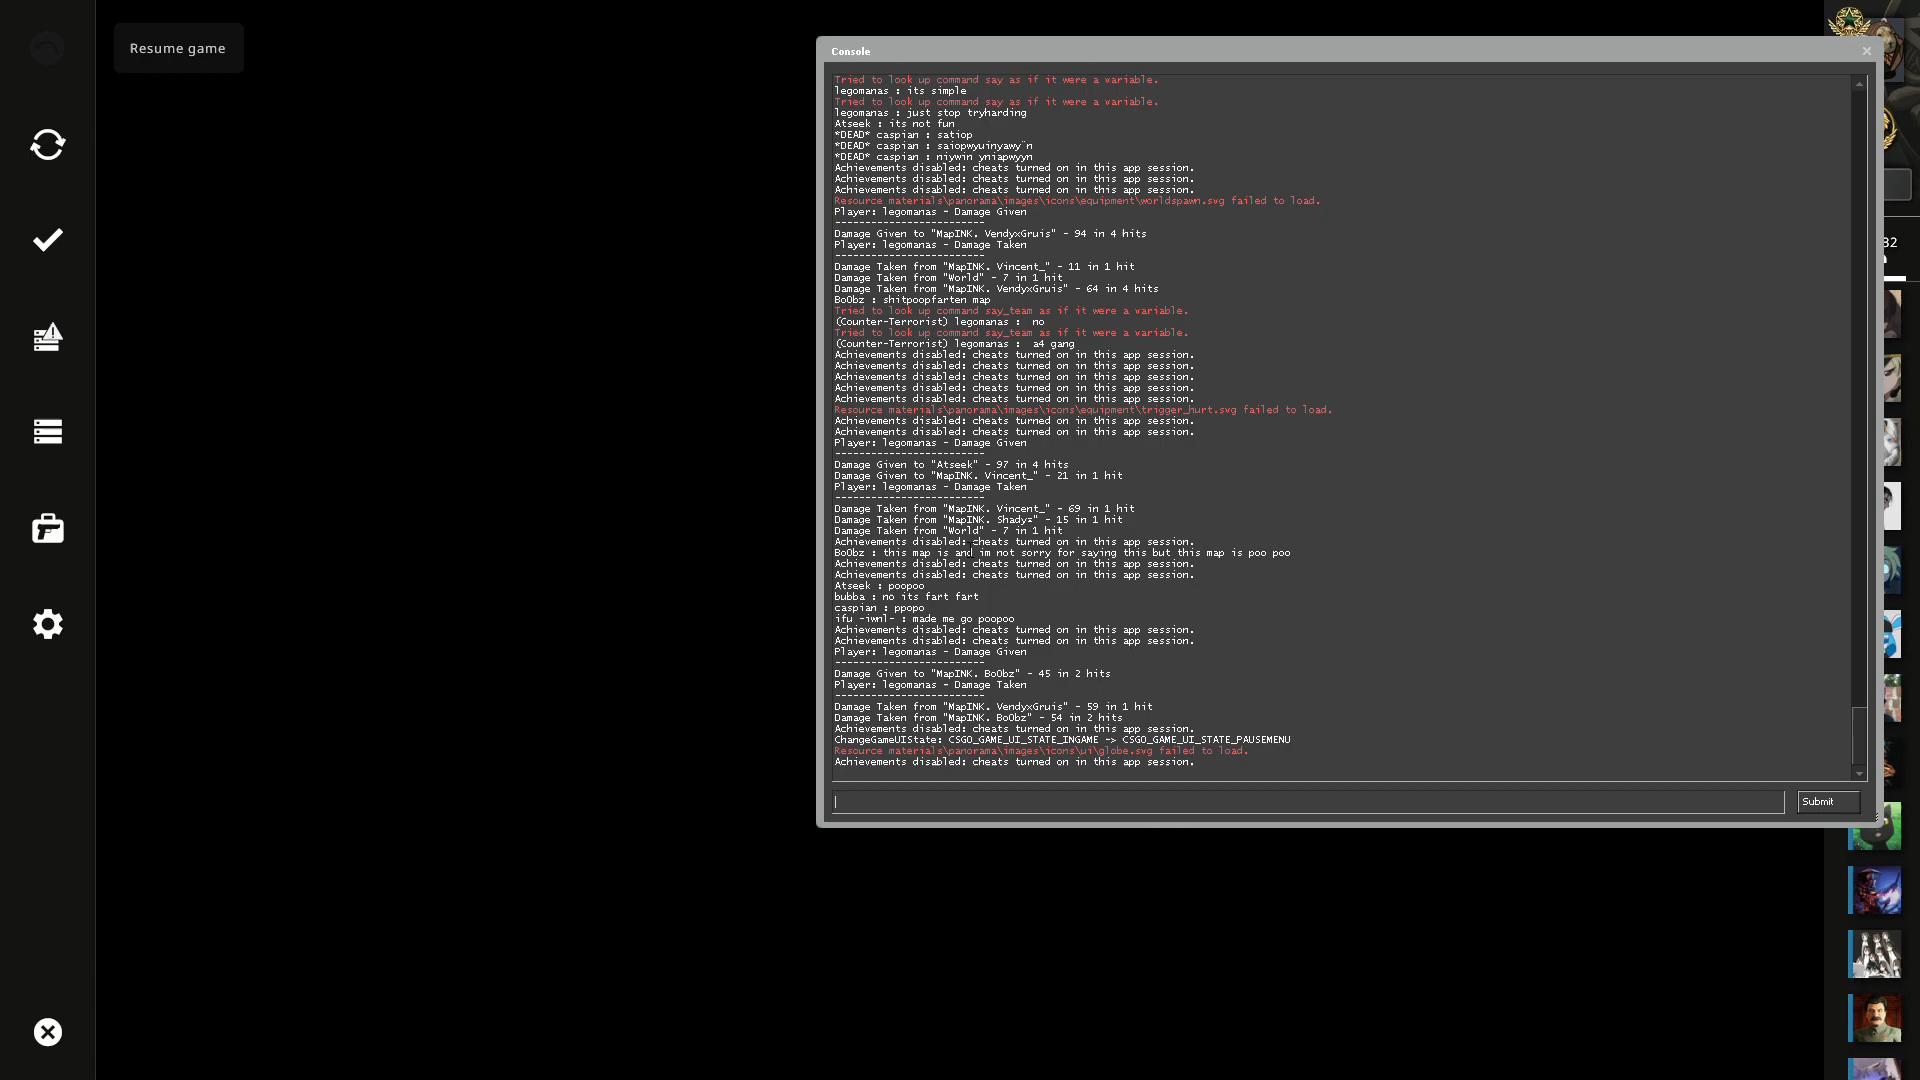 Resume game
Console
Tried to look up command say as if it were a variable.
legomanas : its simple
Tried to look up command say as if it were a variable.
legomanas : just stop tryharding
Atseek : its not fun
*DEAD* caspian : satiop
*DEAD* caspian : saiopwyuinyawy¨n
*DEAD* caspian : niywin yniapwyyn
Achievements disabled: cheats turned on in this app session.
Achievements disabled: cheats turned on in this app session.
Achievements disabled: cheats turned on in this app session.
Resource materials\panorama\images\icons\equipment\worldspawn.svg failed to load.
Player: legomanas - Damage Given
-------------------------
Damage Given to "MapINK. VendyxGruis" - 94 in 4 hits
Player: legomanas - Damage Taken
-------------------------
Damage Taken from "MapINK. Vincent_" - 11 in 1 hit
Damage Taken from "World" - 7 in 1 hit
Damage Taken from "MapINK. VendyxGruis" - 64 in 4 hits
BoObz : shitpoopfarten map
Tried to look up command say_team as if it were a variable.
(Counter-Terrorist) legomanas :  no
Tried to look up command say_team as if it were a variable.
(Counter-Terrorist) legomanas :  a4 gang
Achievements disabled: cheats turned on in this app session.
Achievements disabled: cheats turned on in this app session.
Achievements disabled: cheats turned on in this app session.
Achievements disabled: cheats turned on in this app session.
Achievements disabled: cheats turned on in this app session.
Resource materials\panorama\images\icons\equipment\trigger_hurt.svg failed to load.
Achievements disabled: cheats turned on in this app session.
Achievements disabled: cheats turned on in this app session.
Player: legomanas - Damage Given
-------------------------
Damage Given to "Atseek" - 97 in 4 hits
Damage Given to "MapINK. Vincent_" - 21 in 1 hit
Player: legomanas - Damage Taken
-------------------------
Damage Taken from "MapINK. Vincent_" - 69 in 1 hit
Damage Taken from "MapINK. Shadyz" - 15 in 1 hit
Damage Taken from "World" - 7 in 1 hit
Achievements disabled: cheats turned on in this app session.
BoObz : this map is and im not sorry for saying this but this map is poo poo
Achievements disabled: cheats turned on in this app session.
Achievements disabled: cheats turned on in this app session.
Atseek : poopoo
bubba : no its fart fart
caspian : ppopo
ifu -iwnl- : made me go poopoo
Achievements disabled: cheats turned on in this app session.
Achievements disabled: cheats turned on in this app session.
Player: legomanas - Damage Given
-------------------------
Damage Given to "MapINK. BoObz" - 45 in 2 hits
Player: legomanas - Damage Taken
-------------------------
Damage Taken from "MapINK. VendyxGruis" - 59 in 1 hit
Damage Taken from "MapINK. BoObz" - 54 in 2 hits
Achievements disabled: cheats turned on in this app session.
ChangeGameUIState: CSGO_GAME_UI_STATE_INGAME -> CSGO_GAME_UI_STATE_PAUSEMENU
Resource materials\panorama\images\icons\ui\globe.svg failed to load.
Achievements disabled: cheats turned on in this app session.
Submit
32